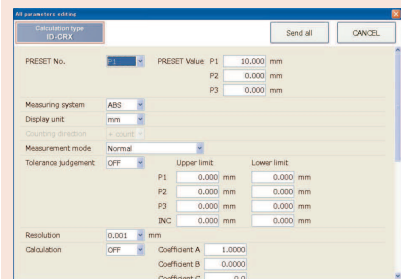 All parameters editing
Calculation type
ID-CRX
Send all
CANCEL
PRESET No. P1 PRESET Value P1 10.000 mm
P2 0.000 mm
P3 0.000 mm
Measuring system ABS
Display unit mm
Counting direction + count
Measurement mode Normal
Tolerance judgement OFF Upper limit Lower limit
P1 0.000 mm 0.000 mm
P2 0.000 mm 0.000 mm
P3 0.000 mm 0.000 mm
INC 0.000 mm 0.000 mm
Resolution 0.001 mm
Calculation OFF Coefficient A 1.0000
Coefficient B 0.0000
Coefficient C 0.0